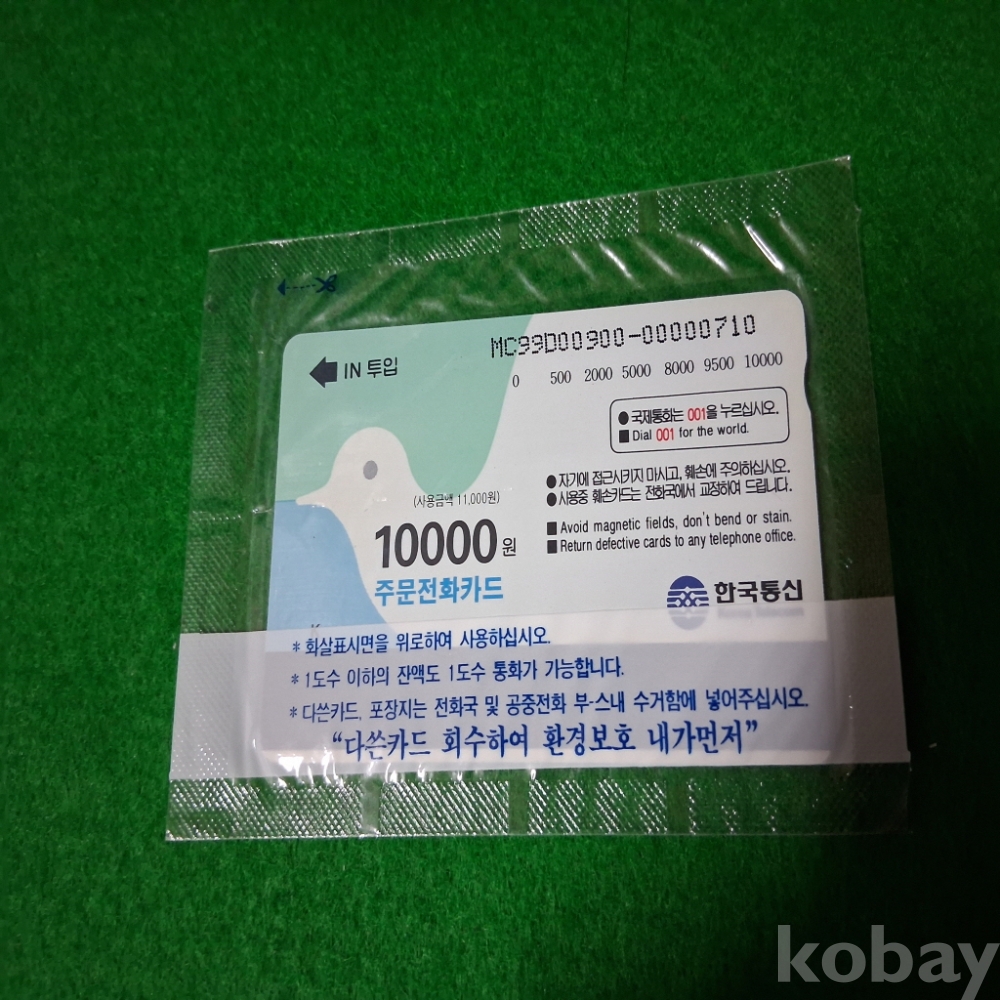 MC99D00900-00000710
IN 투입
0 500 2000 5000 8000 9500 10000
● 국제통화는 001을 누르십시오.
■ Dial 001 for the world.
● 자기에 접근시키지 마시고, 훼손에 주의하십시오.
● 사용중 훼손카드는 전화국에서 교정하여 드립니다.
(사용금액 11,000원)
10000원
■ Avoid magnetic fields, don't bend or stain.
■ Return defective cards to any telephone office.
주문전화카드
한국통신
* 화살표시면을 위로하여 사용하십시오.
* 1도수 이하의 잔액도 1도수 통화가 가능합니다.
* 다쓴카드, 포장지는 전화국 및 공중전화 부·스내 수거함에 넣어주십시오.
“다쓴카드 회수하여 환경보호 내가먼저”
kobay